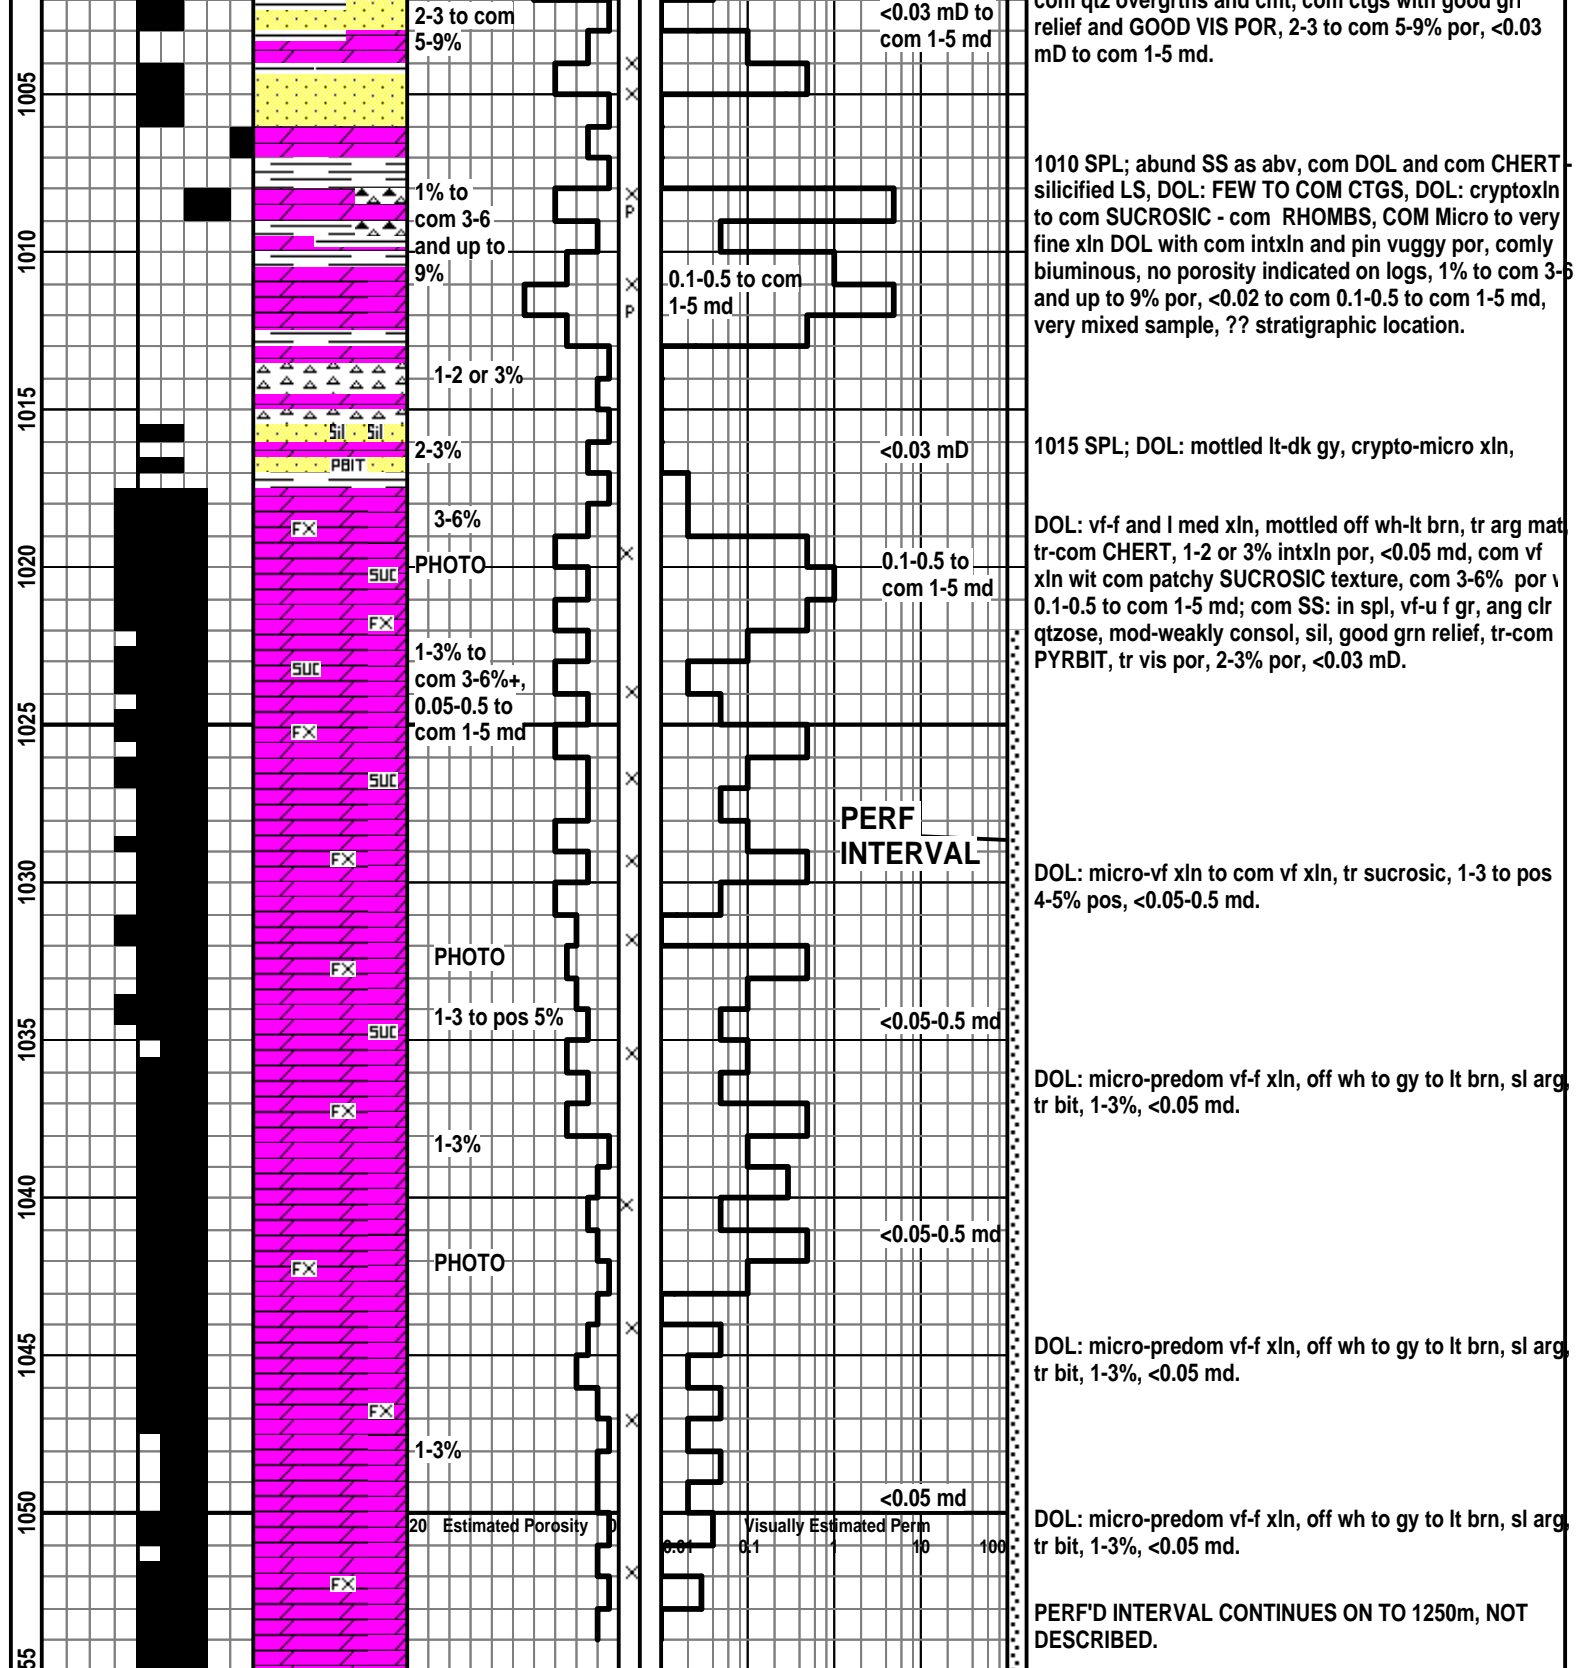 2-3 to com
5-9%
<0.03 mD to
com 1-5 md
com qtz overgrths and cmt, com ctgs with good grn
relief and GOOD VIS POR, 2-3 to com 5-9% por, <0.03
mD to com 1-5 md.
1005
X
X
1% to
com 3-6
and up to
9%
X
P
1010
X
P
0.1-0.5 to com
1-5 md
1010 SPL; abund SS as abv, com DOL and com CHERT -
silicified LS, DOL: FEW TO COM CTGS, DOL: cryptoxln
to com SUCROSIC - com RHOMBS, COM Micro to very
fine xln DOL with com intxln and pin vuggy por, comly
biuminous, no porosity indicated on logs, 1% to com 3-6
and up to 9% por, <0.02 to com 0.1-0.5 to com 1-5 md,
very mixed sample, ?? stratigraphic location.
1-2 or 3%
1015
Sil Sil
2-3%
PBIT
<0.03 mD
1015 SPL; DOL: mottled lt-dk gy, crypto-micro xln,
3-6%
FX
1020
PHOTO
SUC
X
0.1-0.5 to
com 1-5 md
DOL: vf-f and l med xln, mottled off wh-lt brn, tr arg mat,
tr-com CHERT, 1-2 or 3% intxln por, <0.05 md, com vf
xln wit com patchy SUCROSIC texture, com 3-6% por
0.1-0.5 to com 1-5 md; com SS: in spl, vf-u f gr, ang clr
qtzose, mod-weakly consol, sil, good grn relief, tr-com
PYRBIT, tr vis por, 2-3% por, <0.03 mD.
FX
SUC
1-3% to
com 3-6%+,
0.05-0.5 to
com 1-5 md
X
1025
FX
SUC
X
PERF
INTERVAL
FX
X
1030
DOL: micro-vf xln to com vf xln, tr sucrosic, 1-3 to pos
4-5% pos, <0.05-0.5 md.
X
PHOTO
FX
1-3 to pos 5%
SUC
<0.05-0.5 md
1035
X
FX
DOL: micro-predom vf-f xln, off wh to gy to lt brn, sl arg,
tr bit, 1-3%, <0.05 md.
1-3%
1040
X
<0.05-0.5 md
PHOTO
FX
X
1045
DOL: micro-predom vf-f xln, off wh to gy to lt brn, sl arg,
tr bit, 1-3%, <0.05 md.
FX
X
1-3%
<0.05 md
1050
20 Estimated Porosity 0
Visually Estimated Perm
0.01 0.1 1 10 100
DOL: micro-predom vf-f xln, off wh to gy to lt brn, sl arg,
tr bit, 1-3%, <0.05 md.
X
FX
PERF'D INTERVAL CONTINUES ON TO 1250m, NOT
DESCRIBED.
55